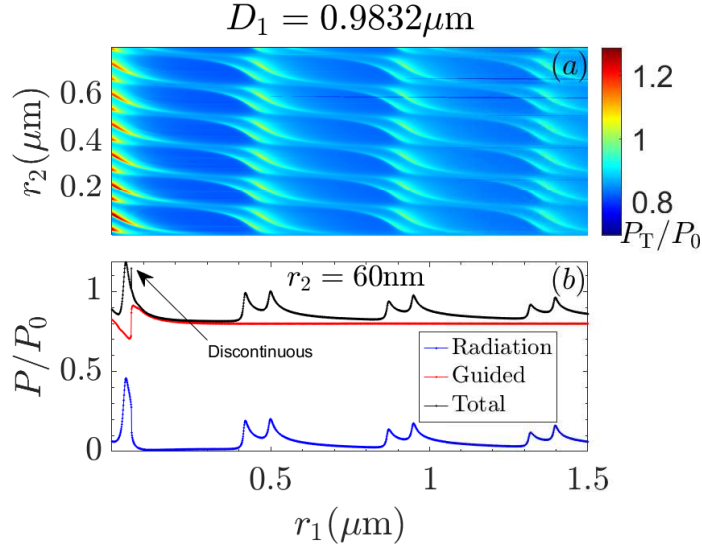 D₁ = 0.9832μm
(a)
r₂(μm)
0.6
0.4
0.2
1.2
1
0.8
P_T/P₀
r₂ = 60nm
(b)
P/P₀
1
0.5
0
Discontinuous
Radiation
Guided
Total
0.5
1
1.5
r₁(μm)